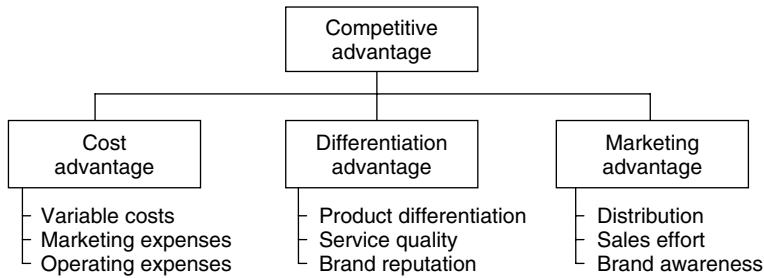 Competitive
advantage
Cost
advantage
Differentiation
advantage
Marketing
advantage
Variable costs
Marketing expenses
Operating expenses
Product differentiation
Service quality
Brand reputation
Distribution
Sales effort
Brand awareness